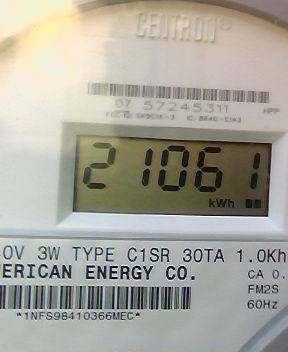 CENTRON®
07 57245311 HPP
21061
kWh
0V 3W TYPE C1SR 30TA 1.0Kh
ERICAN ENERGY CO. CA 0.
FM2S
60Hz
*1NFS98410366MEC*